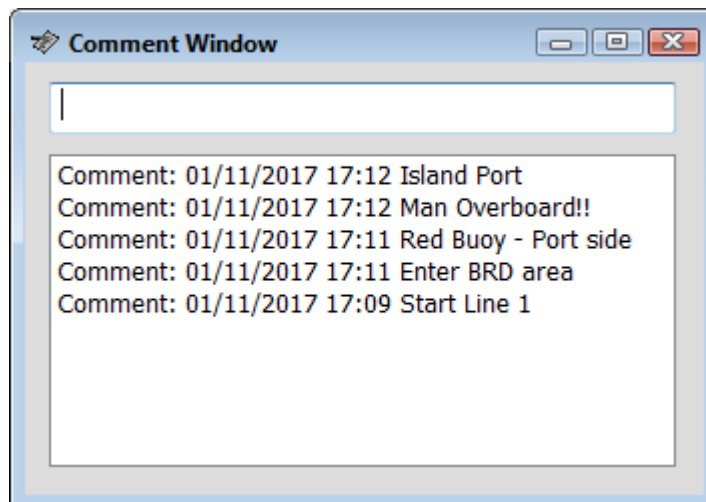 Comment Window
Comment: 01/11/2017 17:12 Island Port
Comment: 01/11/2017 17:12 Man Overboard!!
Comment: 01/11/2017 17:11 Red Buoy - Port side
Comment: 01/11/2017 17:11 Enter BRD area
Comment: 01/11/2017 17:09 Start Line 1